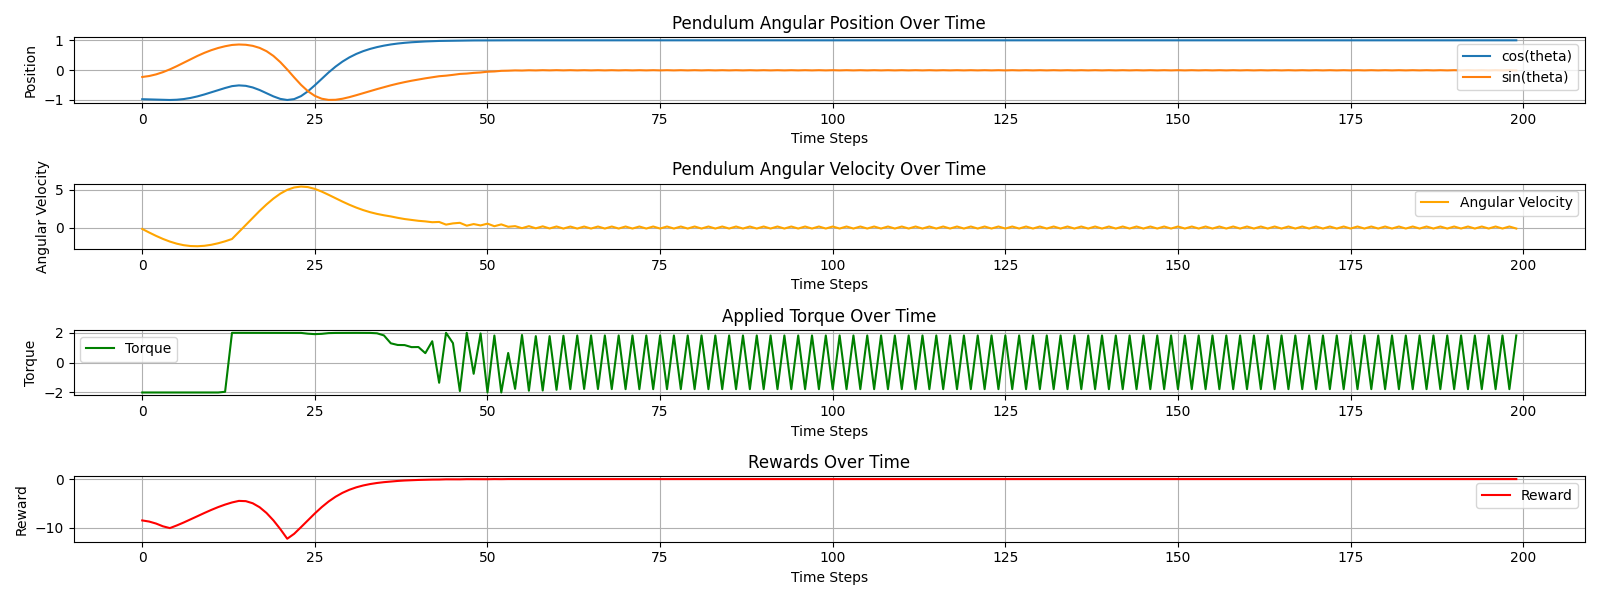 Pendulum Angular Position Over Time
Position
1
0
−1
cos(theta)
sin(theta)
0 25 50 75 100 125 150 175 200
Time Steps
Pendulum Angular Velocity Over Time
Angular Velocity
5
0
Angular Velocity
0 25 50 75 100 125 150 175 200
Time Steps
Applied Torque Over Time
Torque
2
0
−2
Torque
0 25 50 75 100 125 150 175 200
Time Steps
Rewards Over Time
Reward
0
−10
Reward
0 25 50 75 100 125 150 175 200
Time Steps